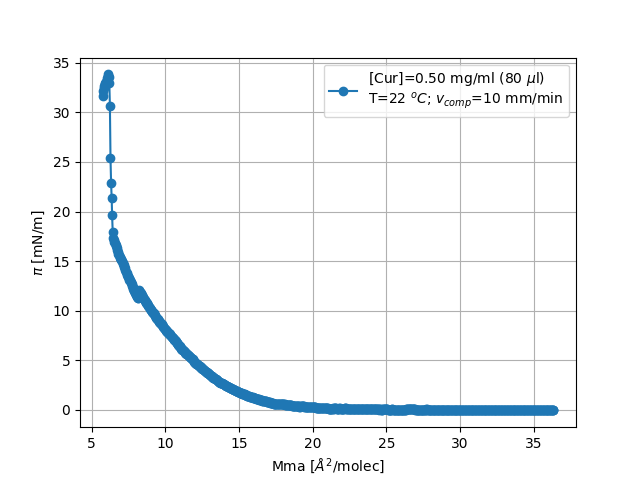 [Cur]=0.50 mg/ml (80 μl)
T=22 °C; v_comp=10 mm/min
35
30
25
20
15
10
5
0
π [mN/m]
5 10 15 20 25 30 35
Mma [Å²/molec]